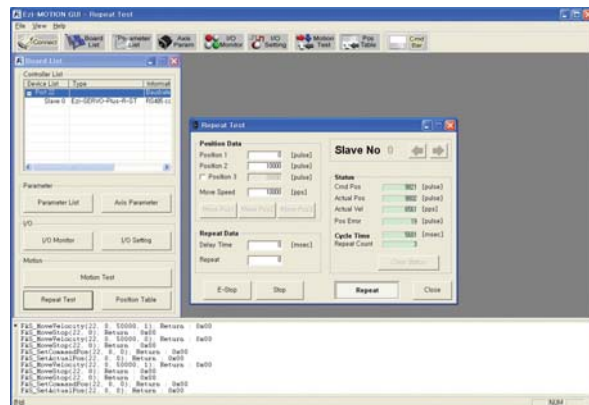 Ezi-MOTION GUI - Repeat Test
File View Help
Connect
Board List
Parameter List
Axis Param
I/O Monitor
I/O Setting
Motion Test
Pos Table
Cmd Bar
Board List
Controller List
Device List Type Informati
Port 22 Baudrate
Slave 0 Ezi-SERVO-Plus-R-ST RS485 cc
Parameter
Parameter List Axis Parameter
I/O
I/O Monitor I/O Setting
Motion
Motion Test
Repeat Test Position Table
Repeat Test
Position Data
Position 1 0 [pulse]
Position 2 10000 [pulse]
Position 3 [pulse]
Move Speed 10000 [pps]
Move Pos1 Move Pos2 Move Pos3
Repeat Data
Delay Time 0 [msec]
Repeat 0
E-Stop Stop
Slave No 0
Status
Cmd Pos 9821 [pulse]
Actual Pos 9802 [pulse]
Actual Vel [pps]
Pos Error 19 [pulse]
Cycle Time [msec]
Repeat Count 3
Clear Status
Repeat Close
FAS_MoveVelocity(22, 0, 50000, 1), Return : 0x00
FAS_MoveStop(22, 0), Return : 0x00
FAS_MoveVelocity(22, 0, 50000, 0), Return : 0x00
FAS_MoveStop(22, 0), Return : 0x00
FAS_SetCommandPos(22, 0, 0), Return : 0x00
FAS_SetActualPos(22, 0, 0), Return : 0x00
FAS_MoveVelocity(22, 0, 50000, 1), Return : 0x00
FAS_MoveStop(22, 0), Return : 0x00
FAS_MoveStop(22, 0), Return : 0x00
FAS_SetCommandPos(22, 0, 0), Return : 0x00
FAS_SetActualPos(22, 0, 0), Return : 0x00
NUM